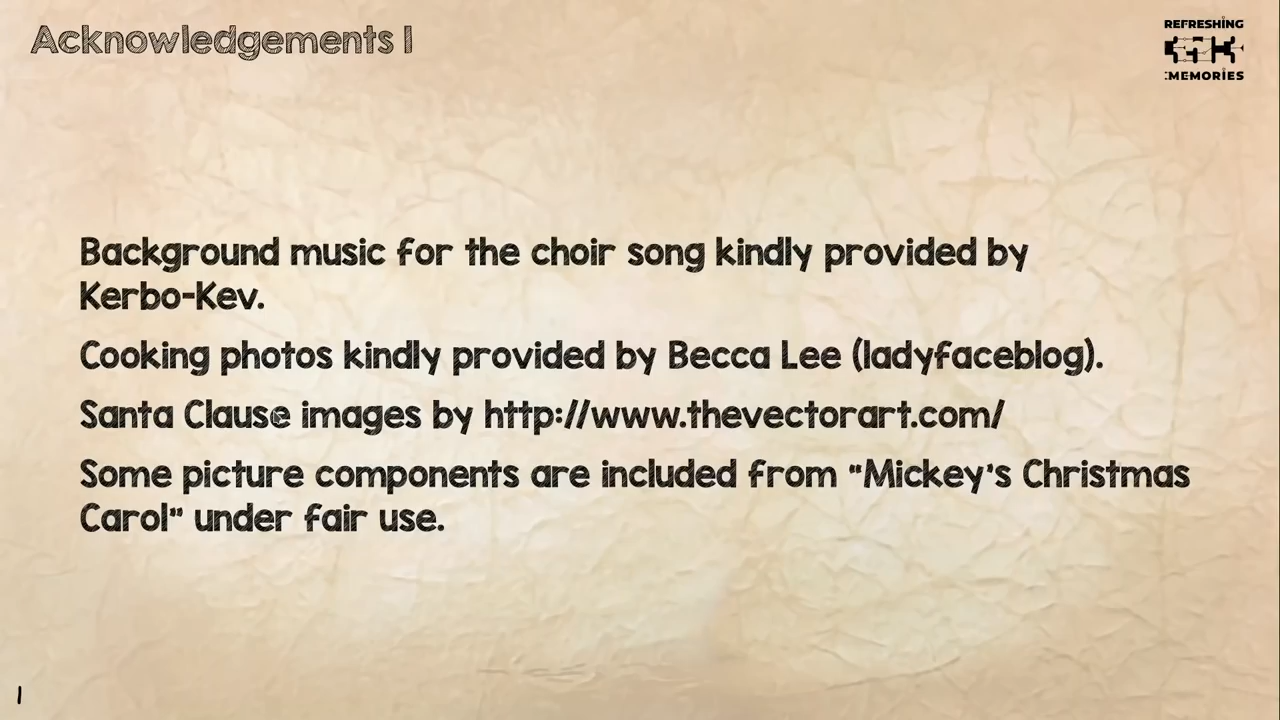 Acknowledgements I
REFRESHING
MEMORIES
Background music for the choir song kindly provided by
Kerbo-Kev.
Cooking photos kindly provided by Becca Lee (ladyfaceblog).
Santa Clause images by http://www.thevectorart.com/
Some picture components are included from "Mickey's Christmas
Carol" under fair use.
1